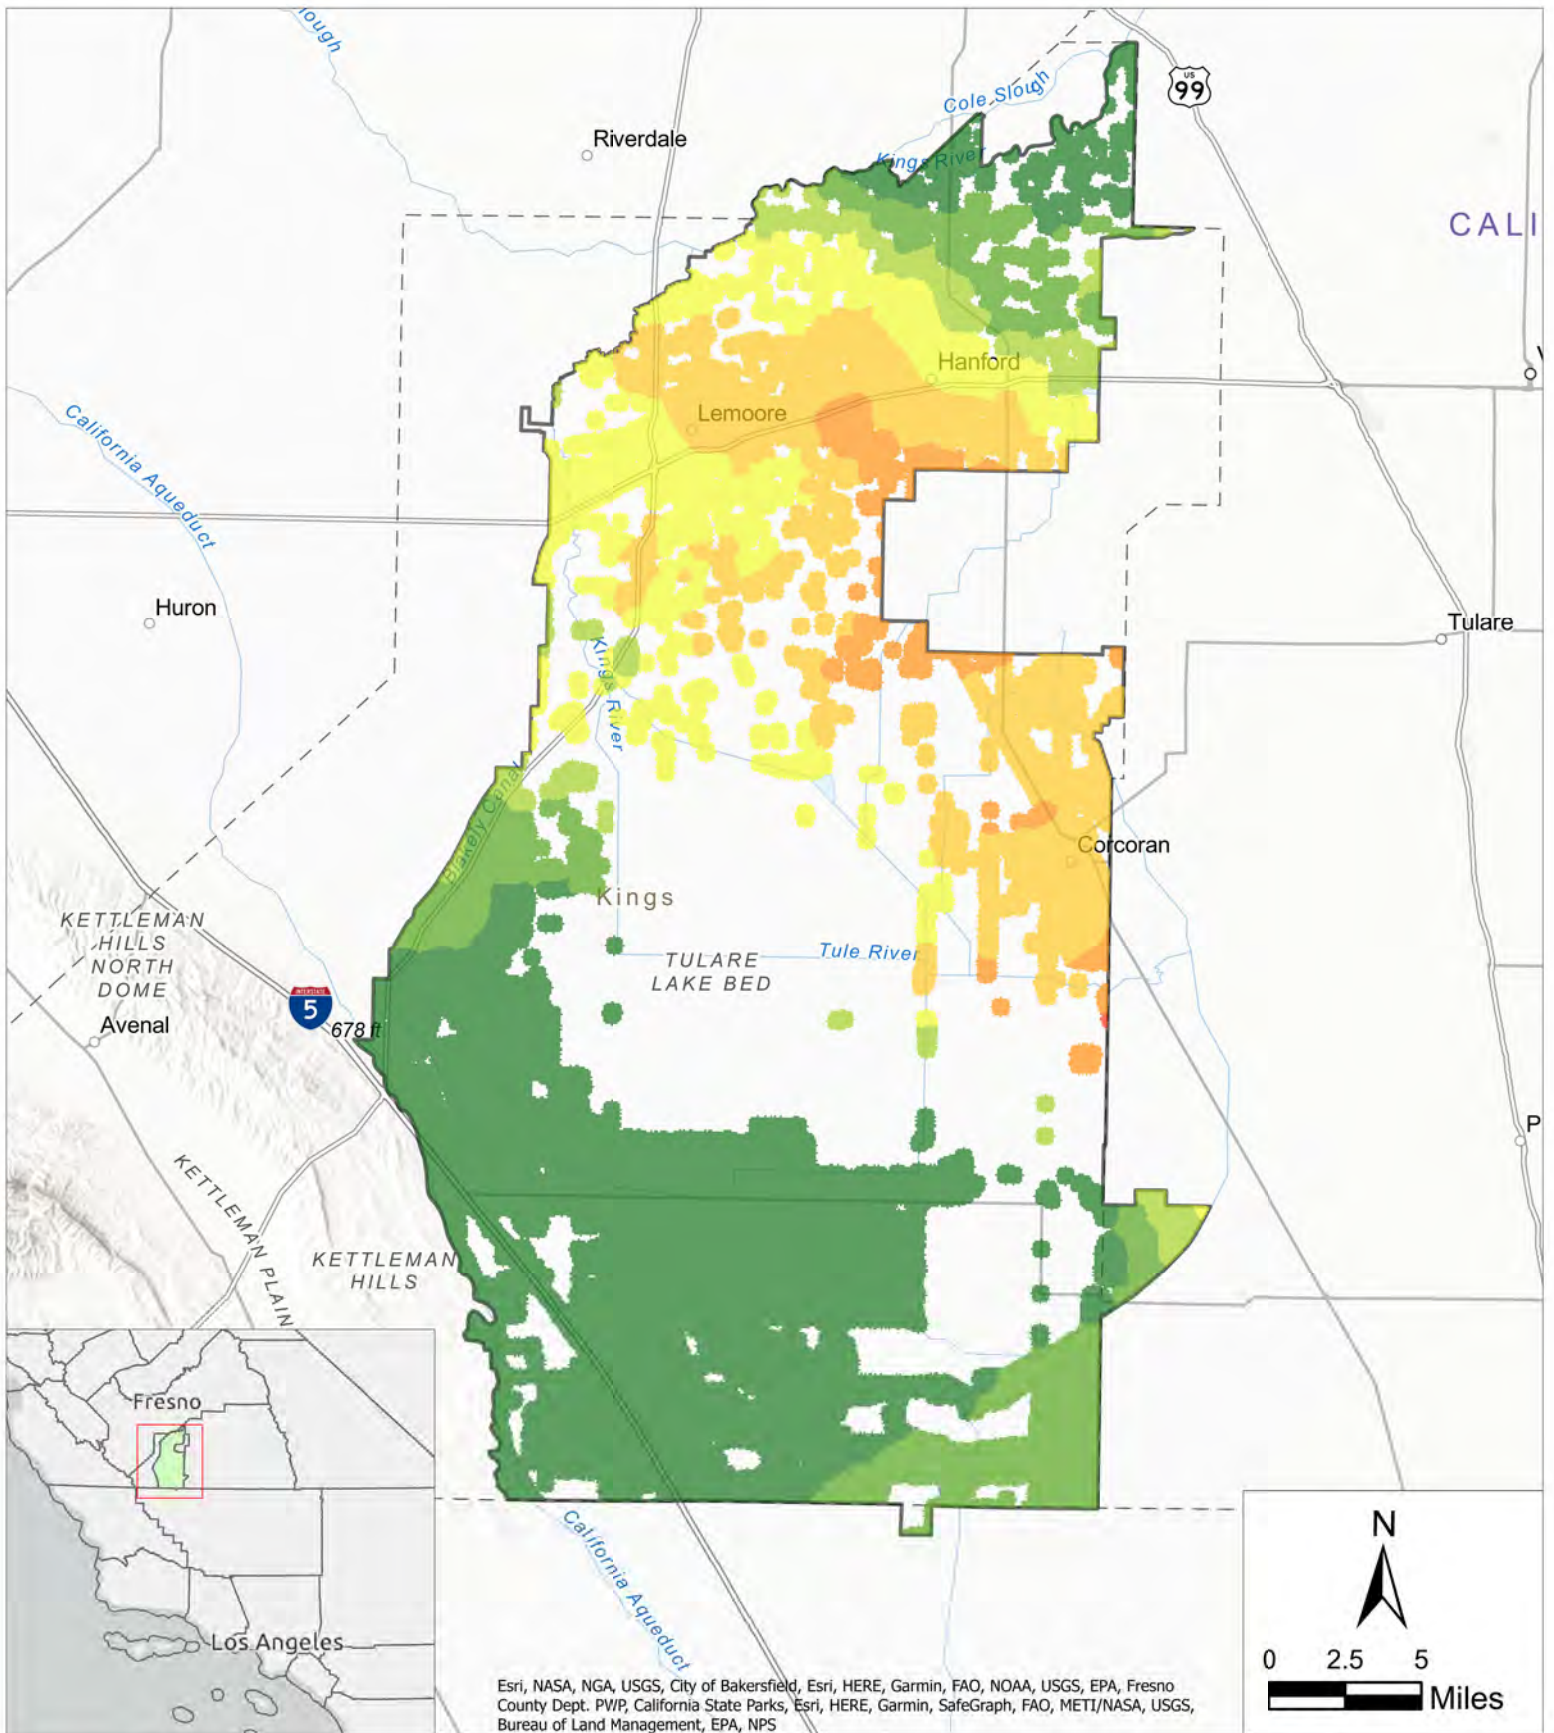 lough
US
99
Cole Slough
Riverdale
Kings River
CALI
Hanford
Lemoore
California Aqueduct
Huron
Tulare
Kings River
Blakely Canal
Corcoran
Kings
KETTLEMAN
HILLS
NORTH
DOME
Tule River
TULARE
LAKE BED
INTERSTATE
5
Avenal
678 ft
P
KETTLEMAN PLAIN
KETTLEMAN
HILLS
Fresno
California Aqueduct
N
Los Angeles
0 2.5 5
Miles
Esri, NASA, NGA, USGS, City of Bakersfield, Esri, HERE, Garmin, FAO, NOAA, USGS, EPA, Fresno
County Dept. PWP, California State Parks, Esri, HERE, Garmin, SafeGraph, FAO, METI/NASA, USGS,
Bureau of Land Management, EPA, NPS